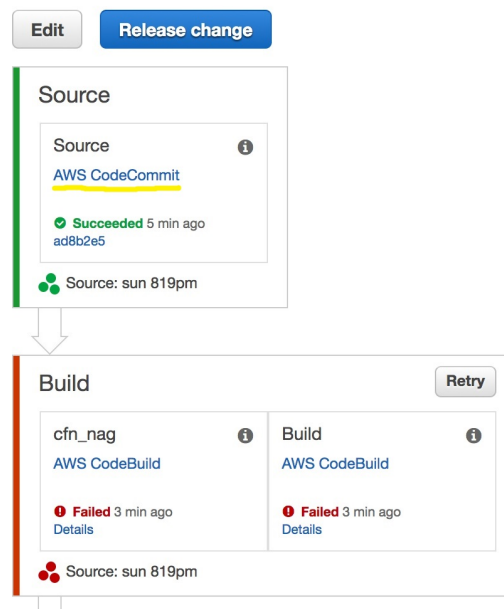 Edit Release change
Source
Source
AWS CodeCommit
Succeeded 5 min ago
ad8b2e5
Source: sun 819pm
Build Retry
cfn_nag Build
AWS CodeBuild AWS CodeBuild
Failed 3 min ago Failed 3 min ago
Details Details
Source: sun 819pm